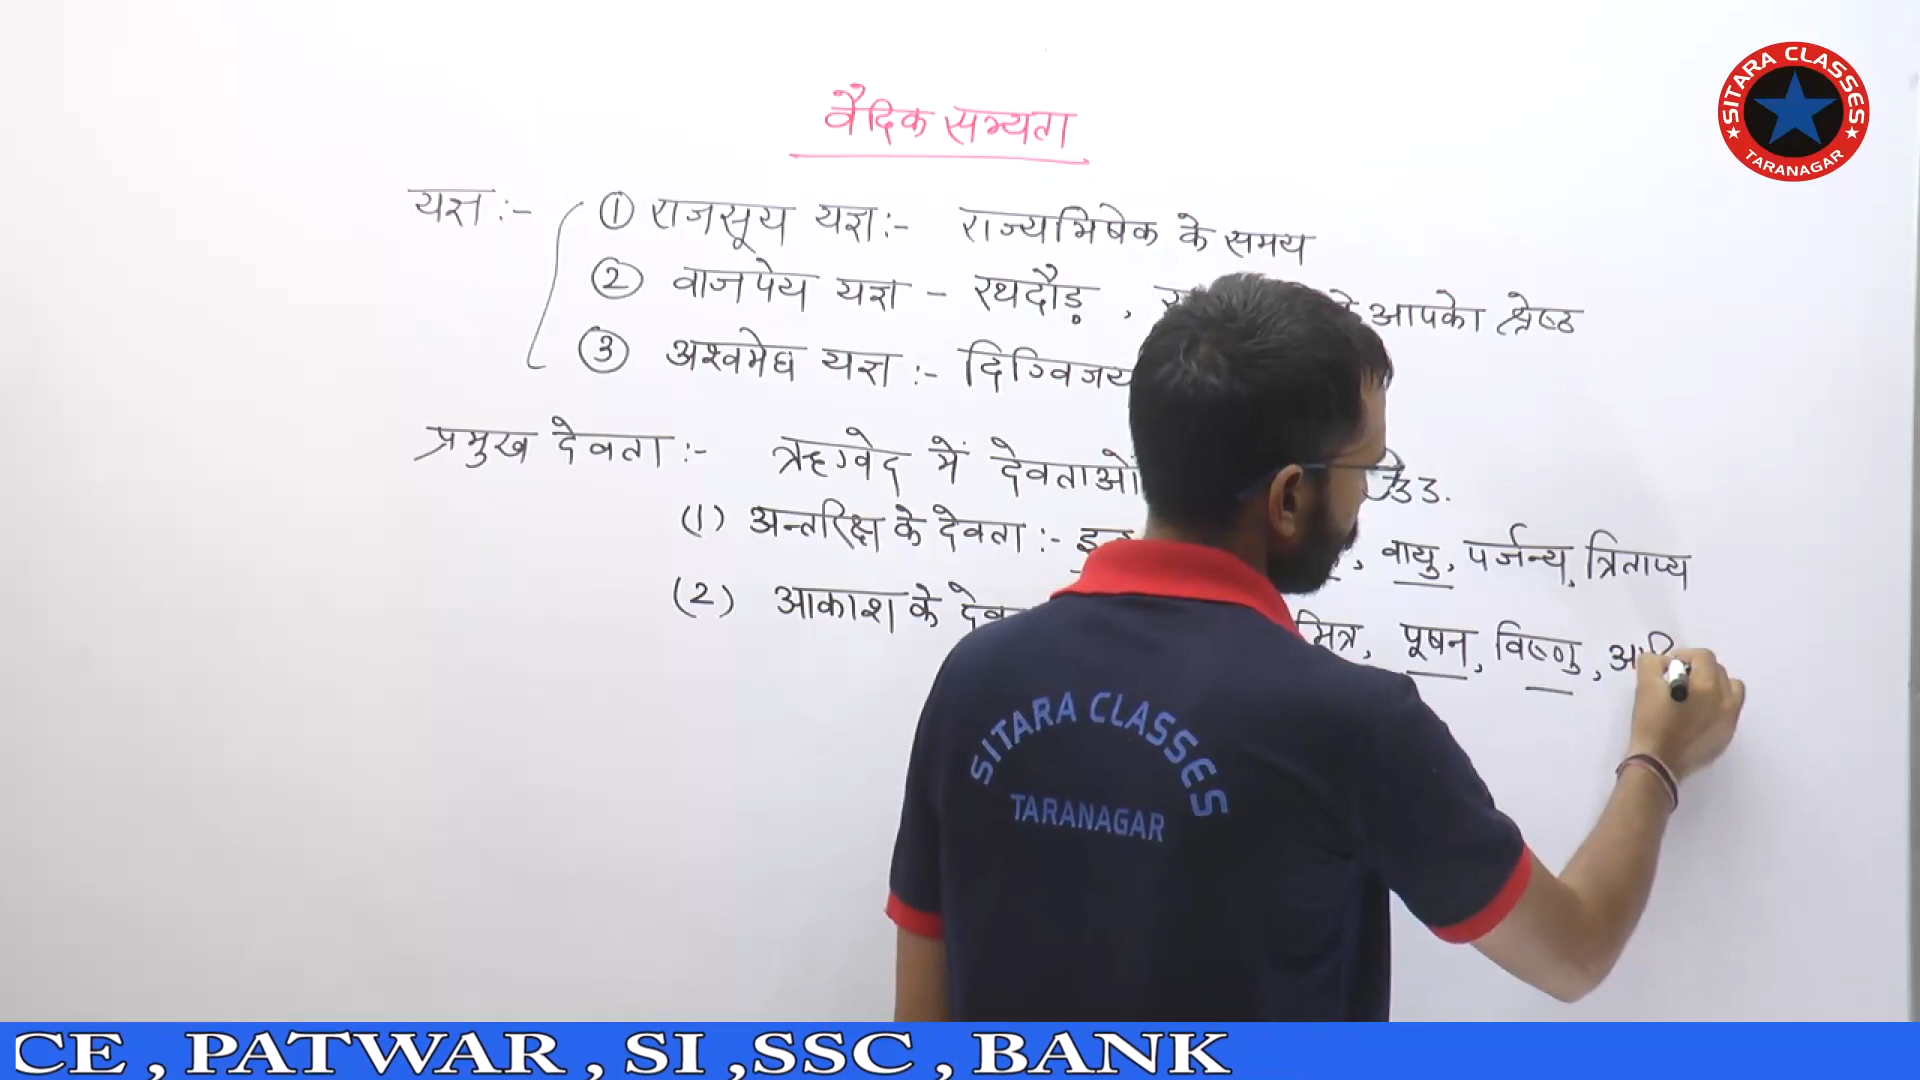 SITARA CLASSES
TARANAGAR
वैदिक सभ्यता
यज्ञ :- ① राजसूय यज्ञ :- राज्यभिषेक के समय
② वाजपेय यज्ञ - रथदौड़ , आपको श्रेष्ठ
③ अश्वमेघ यज्ञ :- दिग्विजय
प्रमुख देवता :- ऋग्वेद में देवताओं 33.
(1) अन्तरिक्ष के देवता :- , वायु, पर्जन्य, त्रिताप्य
(2) आकाश के मित्र, पूषन, विष्णु,
SITARA CLASSES
TARANAGAR
CE , PATWAR , SI ,SSC , BANK